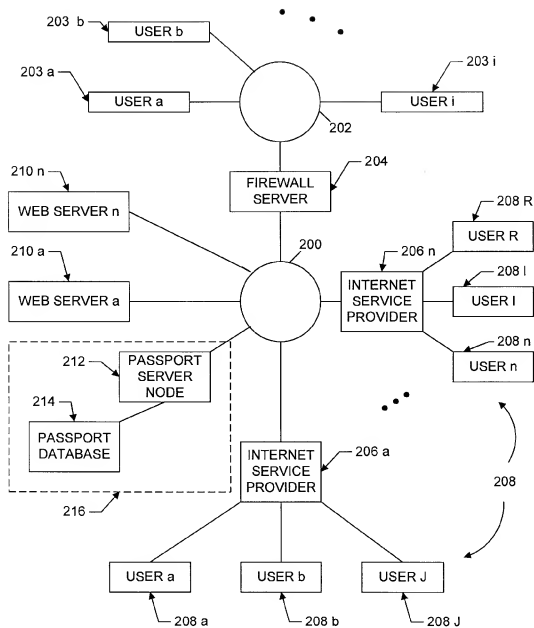 203 b
USER b
203 a
USER a
203 i
USER i
202
204
FIREWALL
SERVER
210 n
WEB SERVER n
200
206 n
INTERNET
SERVICE
PROVIDER
208 R
USER R
210 a
WEB SERVER a
208 l
USER l
208 n
USER n
212
PASSPORT
SERVER
NODE
214
PASSPORT
DATABASE
216
INTERNET
SERVICE
PROVIDER
206 a
208
USER a
USER b
USER J
208 a
208 b
208 J